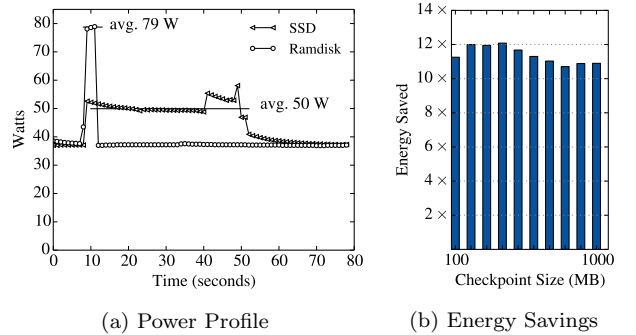 avg. 79 W
SSD
Ramdisk
avg. 50 W
Watts
80
70
60
50
40
30
20
10
0
0 10 20 30 40 50 60 70 80
Time (seconds)
(a) Power Profile
14 ×
12 ×
10 ×
8 ×
6 ×
4 ×
2 ×
Energy Saved
100 1000
Checkpoint Size (MB)
(b) Energy Savings